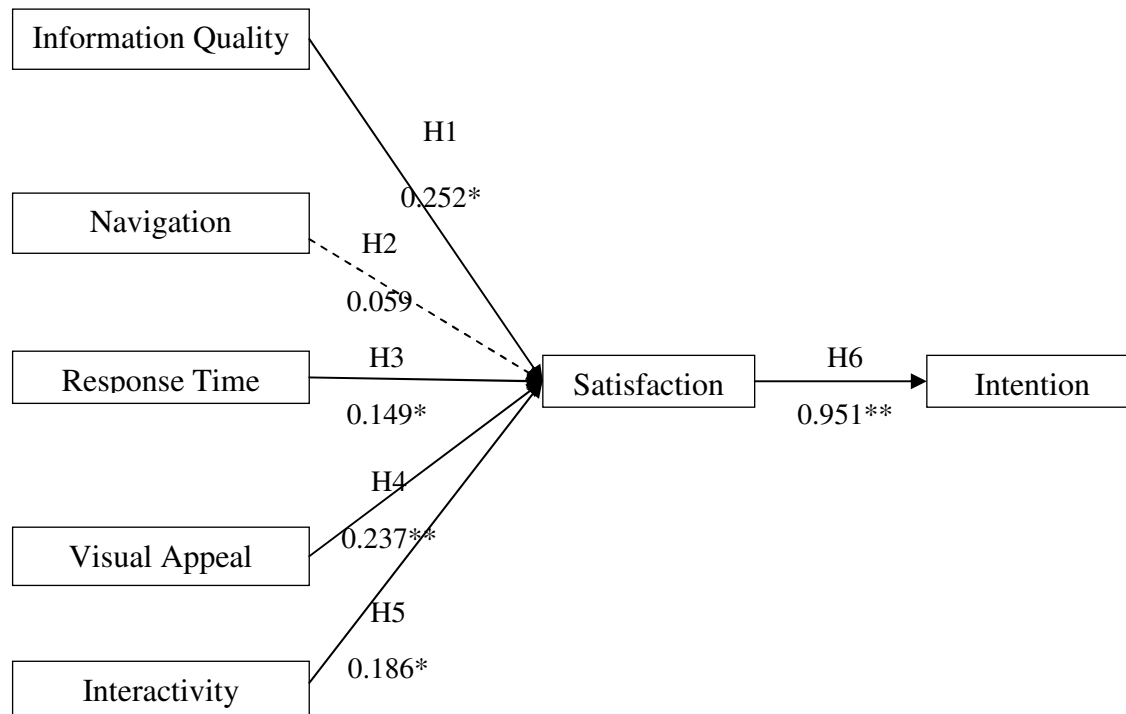 Information Quality
H1
0.252*
Navigation
H2
0.059
Response Time
H3
0.149*
Satisfaction
H6
0.951**
Intention
H4
0.237**
Visual Appeal
H5
0.186*
Interactivity